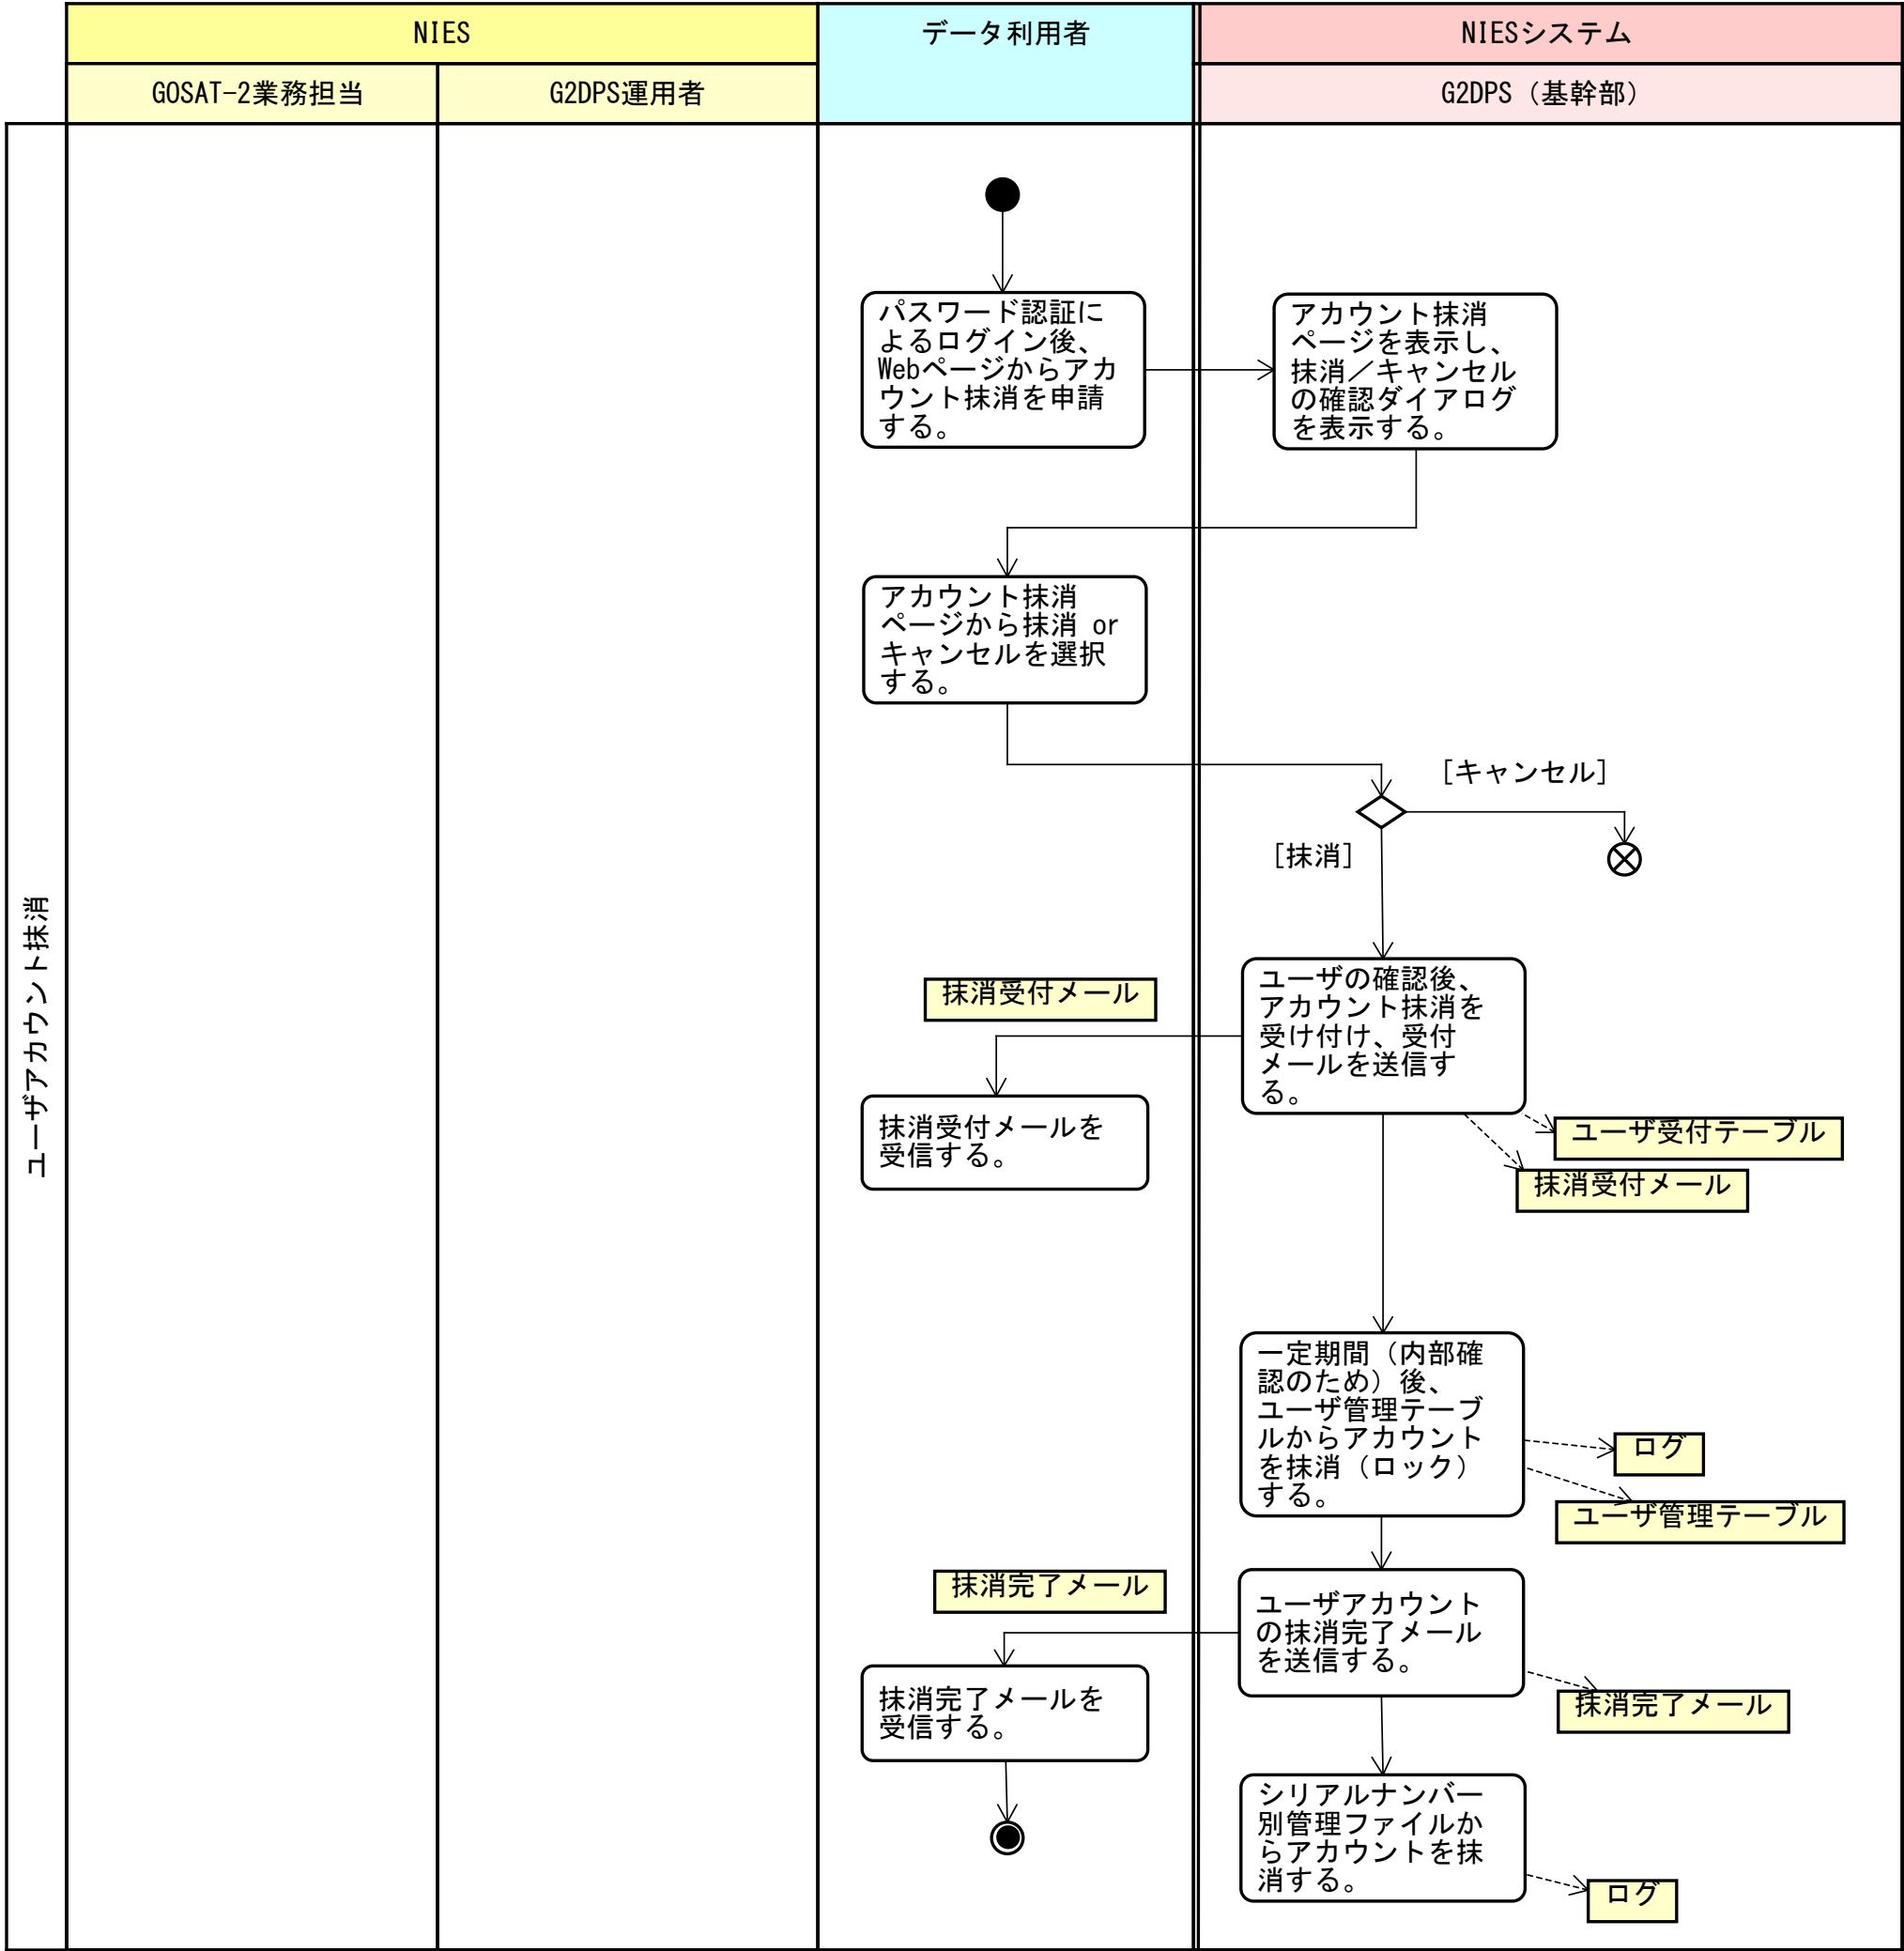 NIES
データ利用者
NIESシステム
GOSAT-2業務担当
G2DPS運用者
G2DPS（基幹部）
ユーザアカウント抹消
パスワード認証に
よるログイン後、
Webページからアカ
ウント抹消を申請
する。
アカウント抹消
ページを表示し、
抹消／キャンセル
の確認ダイアログ
を表示する。
アカウント抹消
ページから抹消 or
キャンセルを選択
する。
[キャンセル]
[抹消]
ユーザの確認後、
アカウント抹消を
受け付け、受付
メールを送信す
る。
抹消受付メール
抹消受付メールを
受信する。
ユーザ受付テーブル
抹消受付メール
一定期間（内部確
認のため）後、
ユーザ管理テーブ
ルからアカウント
を抹消（ロック）
する。
ログ
ユーザ管理テーブル
抹消完了メール
ユーザアカウント
の抹消完了メール
を送信する。
抹消完了メールを
受信する。
抹消完了メール
シリアルナンバー
別管理ファイルか
らアカウントを抹
消する。
ログ